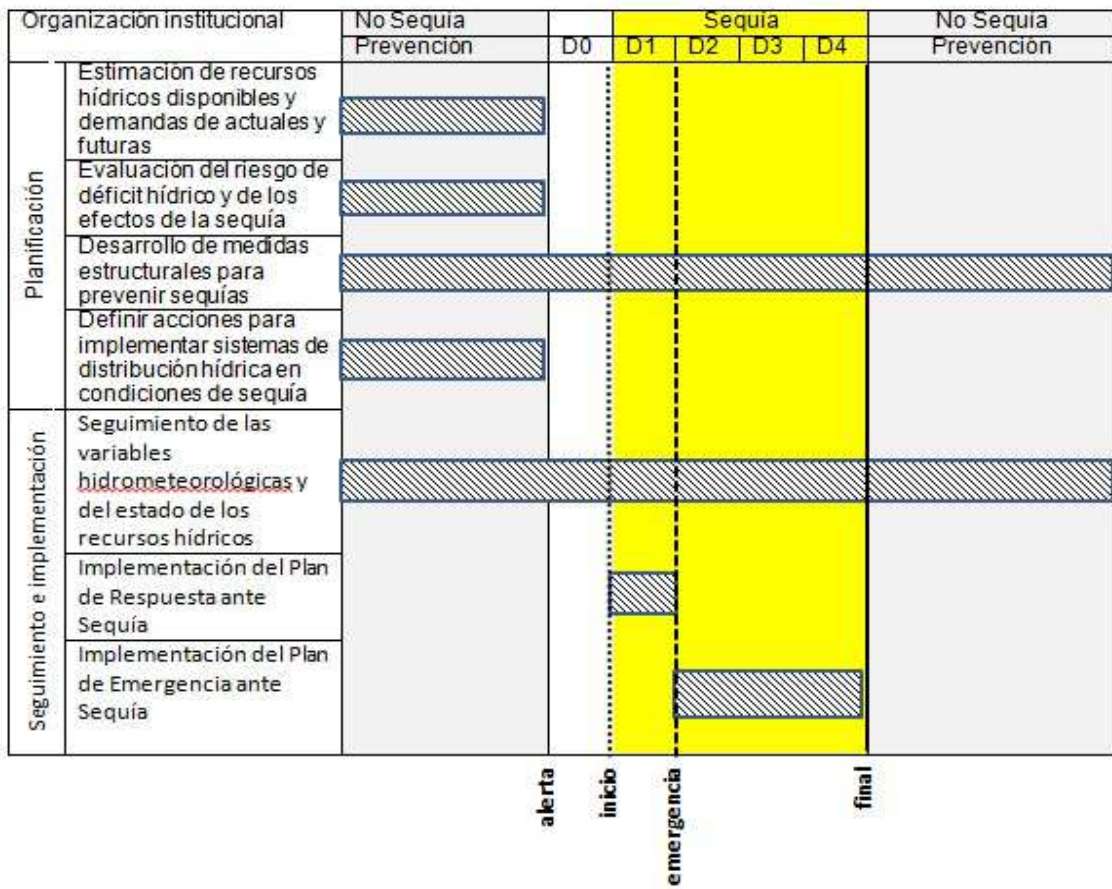 Organización institucional
No Sequía
Sequía
No Sequía
Prevención
D0
D1
D2
D3
D4
Prevención
Planificación
Estimación de recursos
hídricos disponibles y
demandas de actuales y
futuras
Evaluación del riesgo de
déficit hídrico y de los
efectos de la sequía
Desarrollo de medidas
estructurales para
prevenir sequías
Definir acciones para
implementar sistemas de
distribución hídrica en
condiciones de sequía
Seguimiento e implementación
Seguimiento de las
variables
hidrometeorológicas y
del estado de los
recursos hídricos
Implementación del Plan
de Respuesta ante
Sequía
Implementación del Plan
de Emergencia ante
Sequía
alerta
inicio
emergencia
final